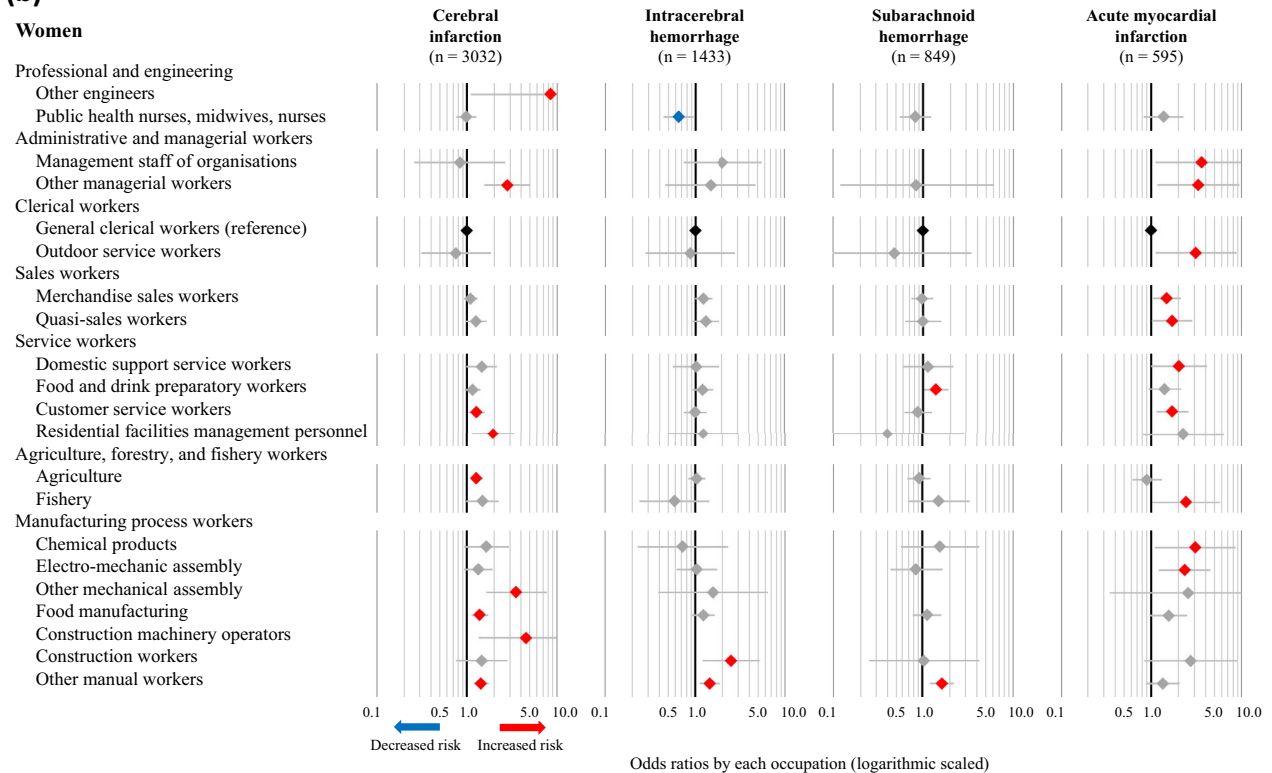 (b)
Women
Cerebral
infarction
(n = 3032)
Intracerebral
hemorrhage
(n = 1433)
Subarachnoid
hemorrhage
(n = 849)
Acute myocardial
infarction
(n = 595)
Professional and engineering
Other engineers
Public health nurses, midwives, nurses
Administrative and managerial workers
Management staff of organisations
Other managerial workers
Clerical workers
General clerical workers (reference)
Outdoor service workers
Sales workers
Merchandise sales workers
Quasi-sales workers
Service workers
Domestic support service workers
Food and drink preparatory workers
Customer service workers
Residential facilities management personnel
Agriculture, forestry, and fishery workers
Agriculture
Fishery
Manufacturing process workers
Chemical products
Electro-mechanic assembly
Other mechanical assembly
Food manufacturing
Construction machinery operators
Construction workers
Other manual workers
0.1 0.5 1.0 5.0 10.0 0.1 0.5 1.0 5.0 10.0 0.1 0.5 1.0 5.0 10.0 0.1 0.5 1.0 5.0 10.0
Decreased risk Increased risk
Odds ratios by each occupation (logarithmic scaled)